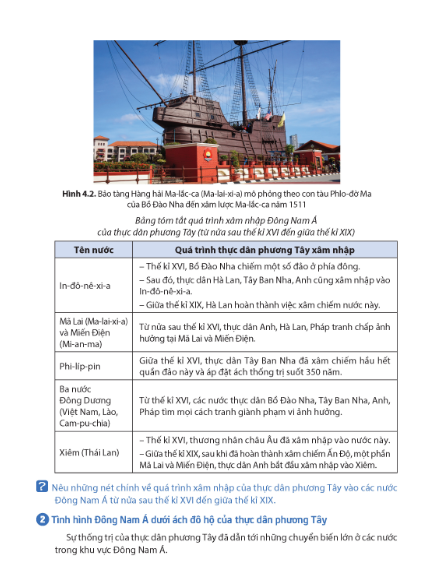 Hình 4.2. Bảo tàng Hàng hải Ma-lắc-ca (Ma-lai-xi-a) mô phỏng theo con tàu Phlo-đờ Ma
của Bồ Đào Nha đến xâm lược Ma-lắc-ca năm 1511
Bảng tóm tắt quá trình xâm nhập Đông Nam Á
của thực dân phương Tây (từ nửa sau thế kỉ XVI đến giữa thế kỉ XIX)
Tên nước
Quá trình thực dân phương Tây xâm nhập
In-đô-nê-xi-a
– Thế kỉ XVI, Bồ Đào Nha chiếm một số đảo ở phía đông.
– Sau đó, thực dân Hà Lan, Tây Ban Nha, Anh cũng xâm nhập vào
In-đô-nê-xi-a.
– Giữa thế kỉ XIX, Hà Lan hoàn thành việc xâm chiếm nước này.
Mã Lai (Ma-lai-xi-a)
và Miến Điện
(Mi-an-ma)
Từ nửa sau thế kỉ XVI, thực dân Anh, Hà Lan, Pháp tranh chấp ảnh
hưởng tại Mã Lai và Miến Điện.
Phi-líp-pin
Giữa thế kỉ XVI, thực dân Tây Ban Nha đã xâm chiếm hầu hết
quần đảo này và áp đặt ách thống trị suốt 350 năm.
Ba nước
Đông Dương
(Việt Nam, Lào,
Cam-pu-chia)
Từ thế kỉ XVI, các nước thực dân Bồ Đào Nha, Tây Ban Nha, Anh,
Pháp tìm mọi cách tranh giành phạm vi ảnh hưởng.
Xiêm (Thái Lan)
– Thế kỉ XVI, thương nhân châu Âu đã xâm nhập vào nước này.
– Giữa thế kỉ XIX, sau khi đã hoàn thành xâm chiếm Ấn Độ, một phần
Mã Lai và Miến Điện, thực dân Anh bắt đầu xâm nhập vào Xiêm.
? Nêu những nét chính về quá trình xâm nhập của thực dân phương Tây vào các nước
Đông Nam Á từ nửa sau thế kỉ XVI đến giữa thế kỉ XIX.
2 Tình hình Đông Nam Á dưới ách đô hộ của thực dân phương Tây
Sự thống trị của thực dân phương Tây đã dẫn tới những chuyển biến lớn ở các nước
trong khu vực Đông Nam Á.